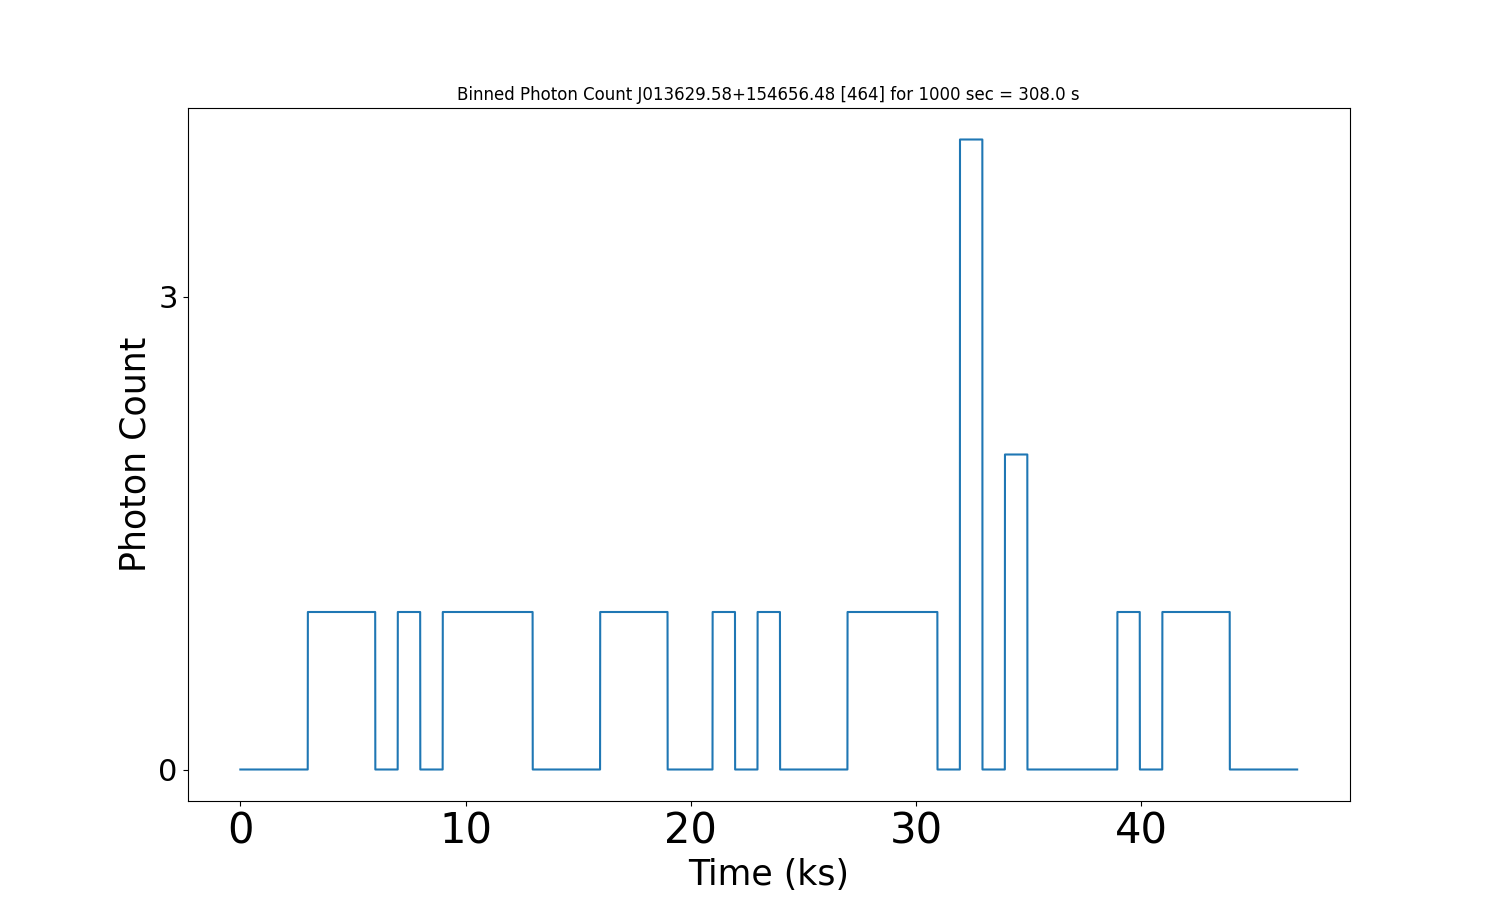 Binned Photon Count J013629.58+154656.48 [464] for 1000 sec = 308.0 s
3
0
Photon Count
0 10 20 30 40
Time (ks)